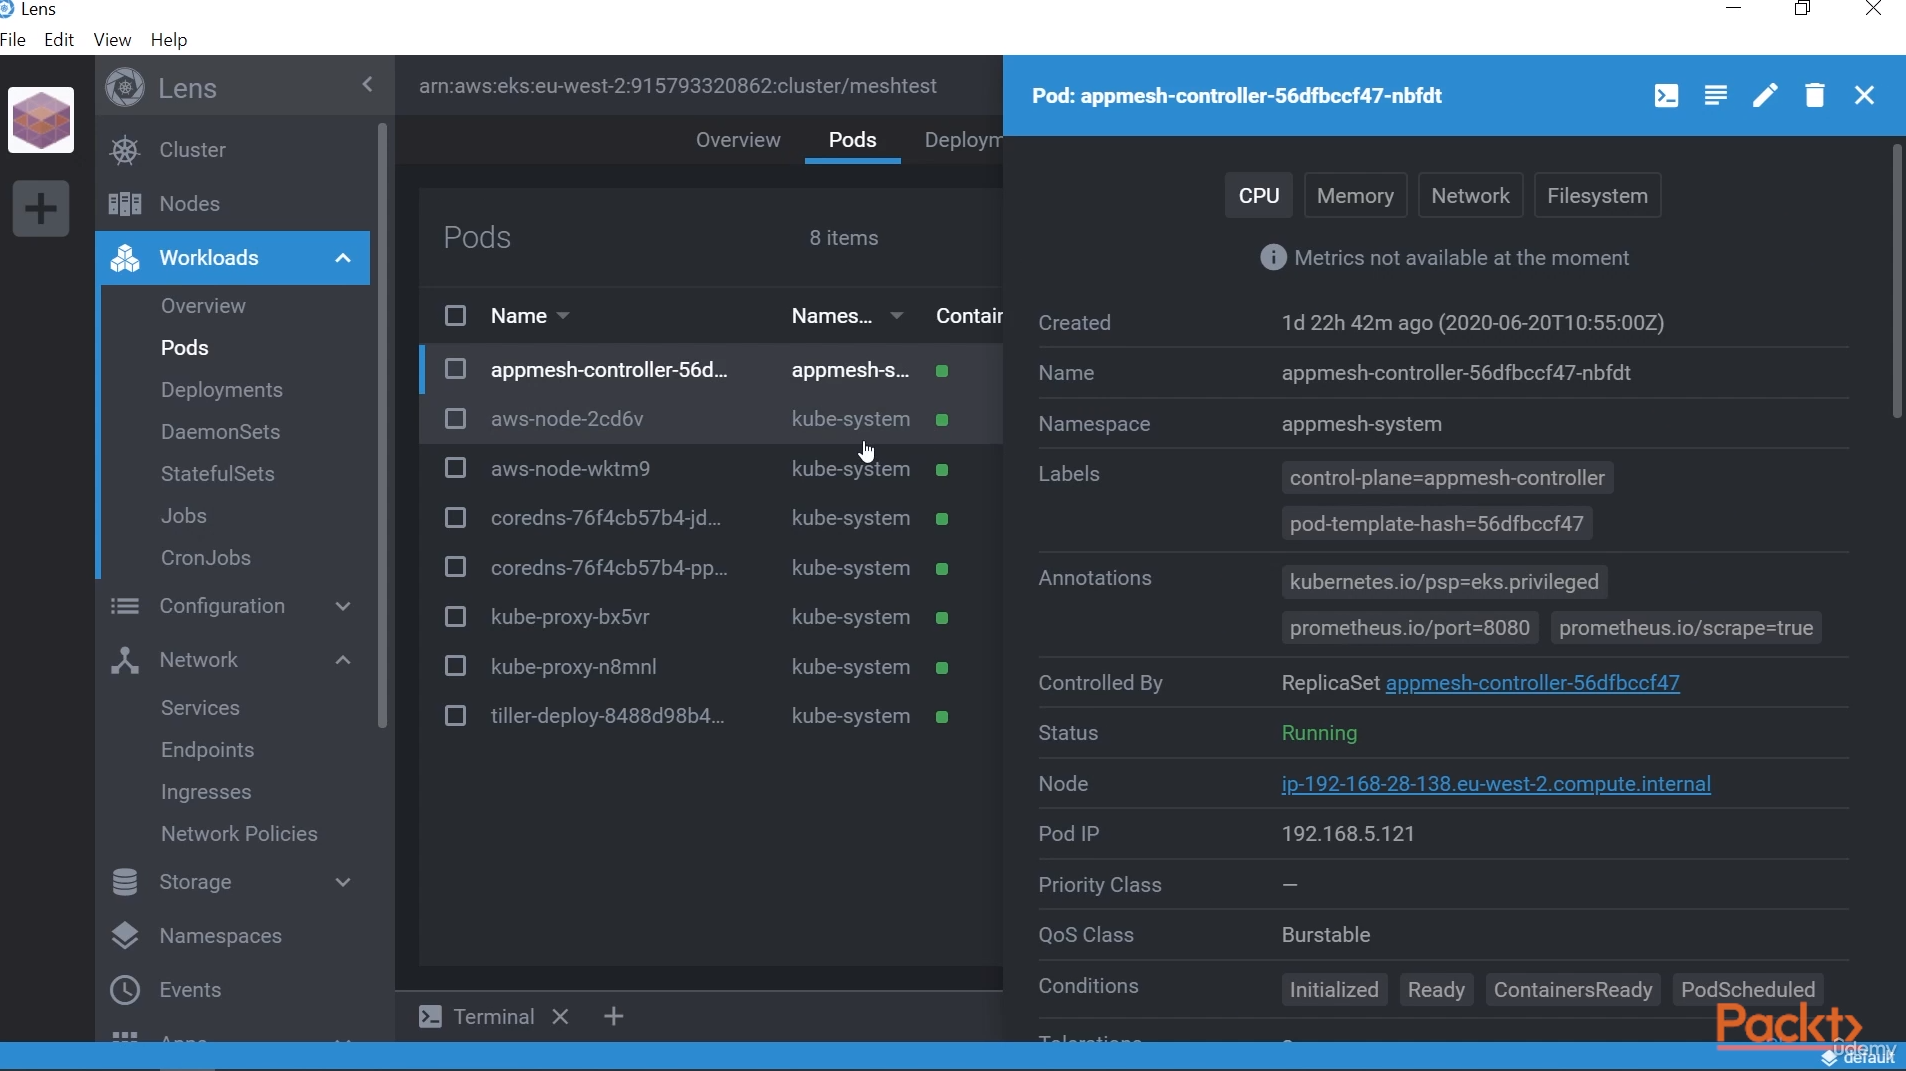 Lens
File Edit View Help
Lens
arn:aws:eks:eu-west-2:915793320862:cluster/meshtest
Pod: appmesh-controller-56dfbccf47-nbfdt
Cluster
Nodes
Workloads
Overview
Pods
Deployments
DaemonSets
StatefulSets
Jobs
CronJobs
Configuration
Network
Services
Endpoints
Ingresses
Network Policies
Storage
Namespaces
Events
Overview Pods Deploym
Pods 8 items
Name Names... Contain
appmesh-controller-56d... appmesh-s...
aws-node-2cd6v kube-system
aws-node-wktm9 kube-system
coredns-76f4cb57b4-jd... kube-system
coredns-76f4cb57b4-pp... kube-system
kube-proxy-bx5vr kube-system
kube-proxy-n8mnl kube-system
tiller-deploy-8488d98b4... kube-system
Terminal
CPU Memory Network Filesystem
Metrics not available at the moment
Created 1d 22h 42m ago (2020-06-20T10:55:00Z)
Name appmesh-controller-56dfbccf47-nbfdt
Namespace appmesh-system
Labels control-plane=appmesh-controller
pod-template-hash=56dfbccf47
Annotations kubernetes.io/psp=eks.privileged
prometheus.io/port=8080 prometheus.io/scrape=true
Controlled By ReplicaSet appmesh-controller-56dfbccf47
Status Running
Node ip-192-168-28-138.eu-west-2.compute.internal
Pod IP 192.168.5.121
Priority Class —
QoS Class Burstable
Conditions Initialized Ready ContainersReady PodScheduled
Tolerations
Packt
Udemy
default